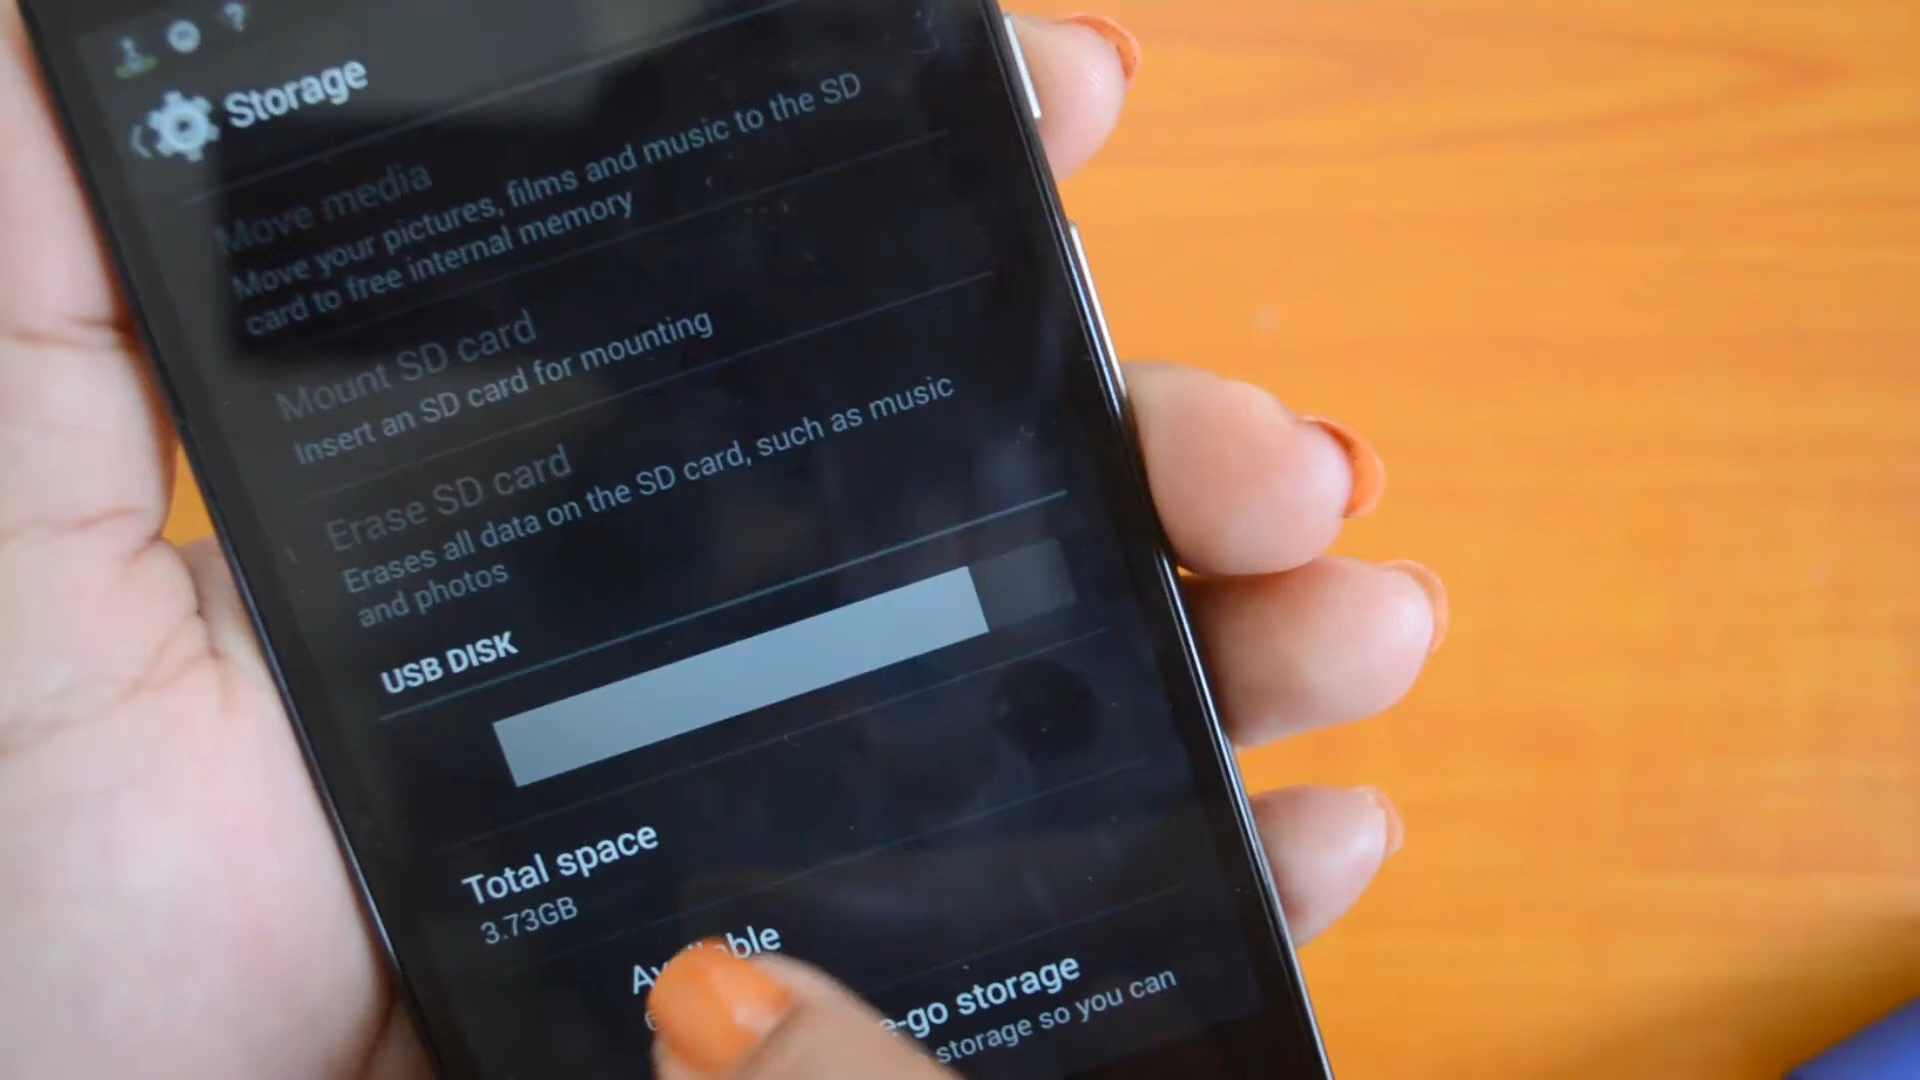 Storage
Move media
Move your pictures, films and music to the SD
card to free internal memory
Mount SD card
Insert an SD card for mounting
Erase SD card
Erases all data on the SD card, such as music
and photos
USB DISK
Total space
3.73GB
Available
e-go storage
storage so you can